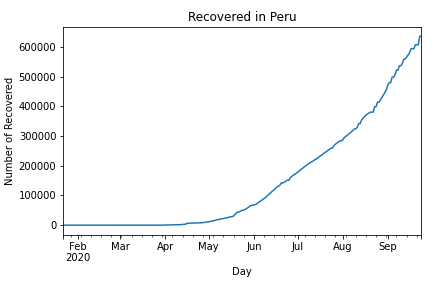 Recovered in Peru
Number of Recovered
600000
500000
400000
300000
200000
100000
0
Feb Mar Apr May Jun Jul Aug Sep
2020
Day